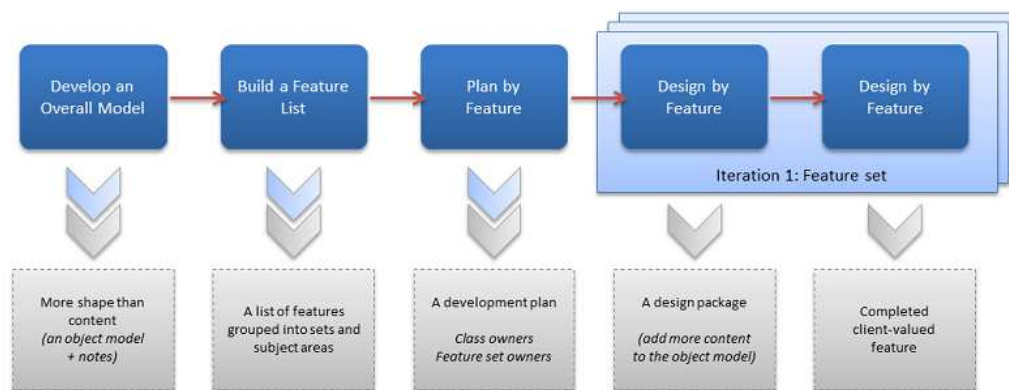 Develop an
Overall Model
Build a Feature
List
Plan by
Feature
Design by
Feature
Design by
Feature
Iteration 1: Feature set
More shape than
content
(an object model
+ notes)
A list of features
grouped into sets and
subject areas
A development plan
Class owners
Feature set owners
A design package
(add more content
to the object model)
Completed
client-valued
feature